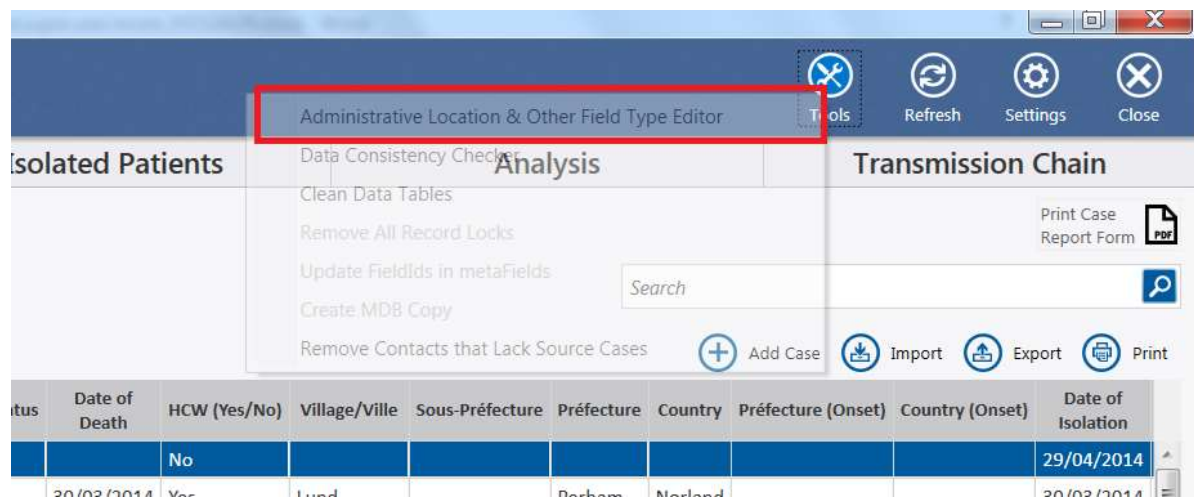 Tools
Refresh
Settings
Close
Administrative Location & Other Field Type Editor
Data Consistency Checker
Clean Data Tables
Remove All Record Locks
Update FieldIds in metaFields
Create MDB Copy
Remove Contacts that Lack Source Cases
Isolated Patients
Analysis
Transmission Chain
Print Case
Report Form
PDF
Search
Add Case
Import
Export
Print
Date of
Death
HCW (Yes/No)
Village/Ville
Sous-Préfecture
Préfecture
Country
Préfecture (Onset)
Country (Onset)
Date of
Isolation
No
29/04/2014
30/03/2014
Yes
Lund
Norland
30/03/2014